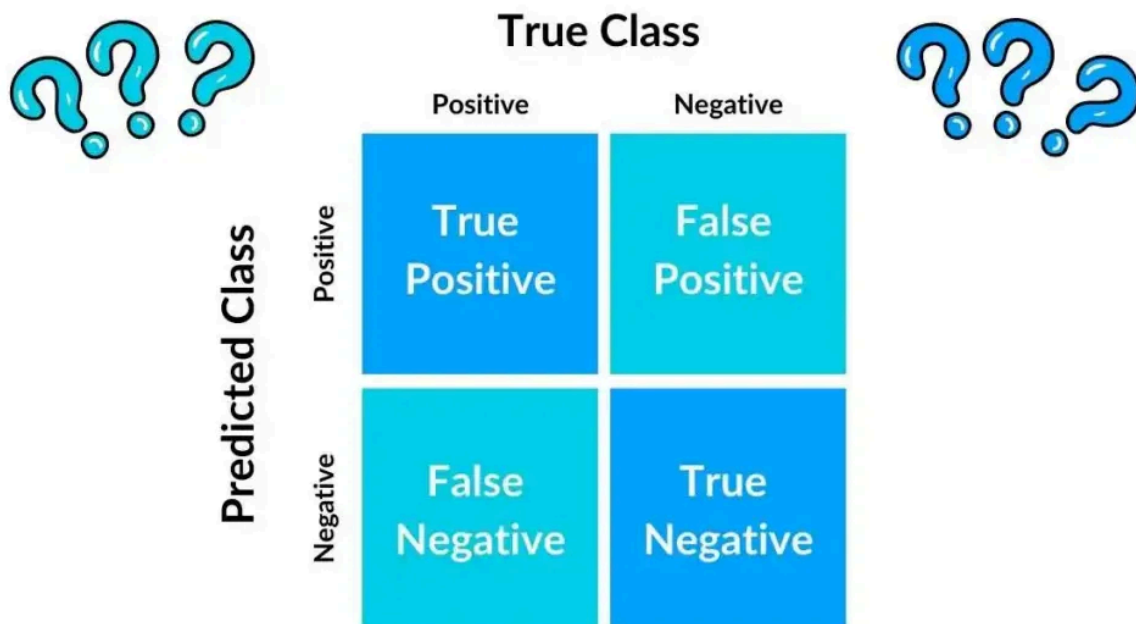 True Class
Positive
Negative
Predicted Class
Positive
True
Positive
False
Positive
Negative
False
Negative
True
Negative